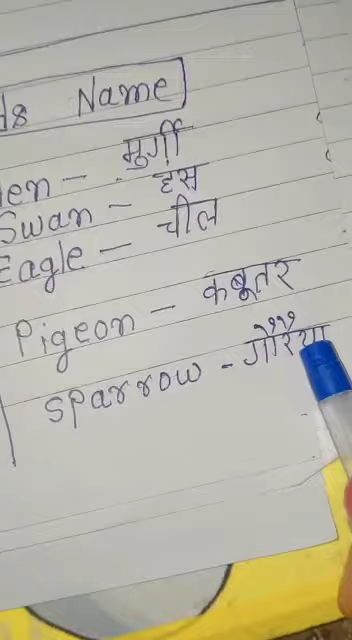 ds Name
en - मुर्गी
Swan - हंस
Eagle - चील
Pigeon - कबूतर
Sparrow - गौरैया